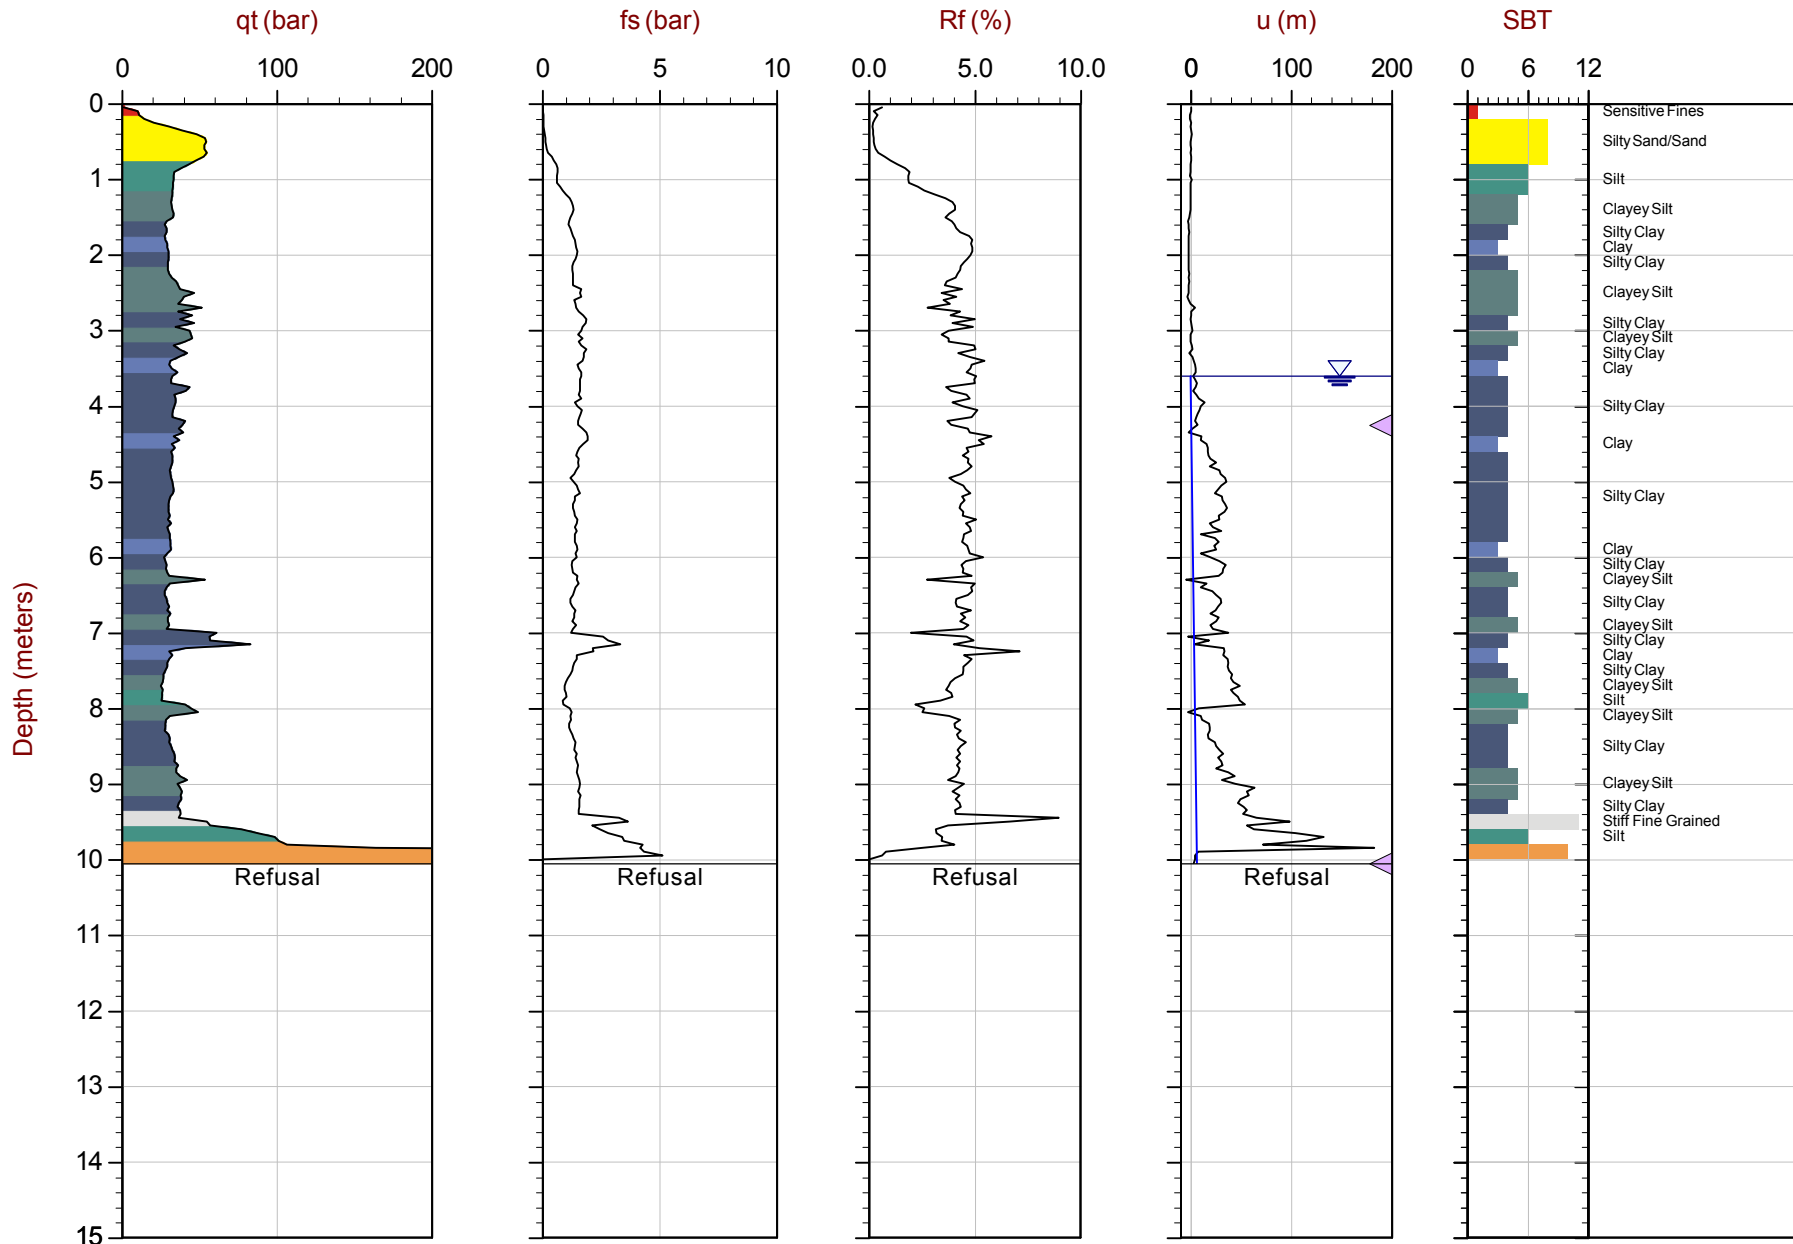 qt (bar) fs (bar) Rf (%) u (m) SBT
0 100 200 0 5 10 0.0 5.0 10.0 0 100 200 0 6 12
0
Sensitive Fines
Silty Sand/Sand
1
Silt
Clayey Silt
Silty Clay
Clay
2
Silty Clay
Clayey Silt
Silty Clay
3
Clayey Silt
Silty Clay
Clay
4
Silty Clay
Clay
5
Silty Clay
Clay
6
Silty Clay
Clayey Silt
Silty Clay
Clayey Silt
7
Silty Clay
Clay
Silty Clay
Clayey Silt
Silt
8
Clayey Silt
Silty Clay
9
Clayey Silt
Silty Clay
Stiff Fine Grained
Silt
10
Refusal Refusal Refusal Refusal
11
12
13
14
15
Depth (meters)